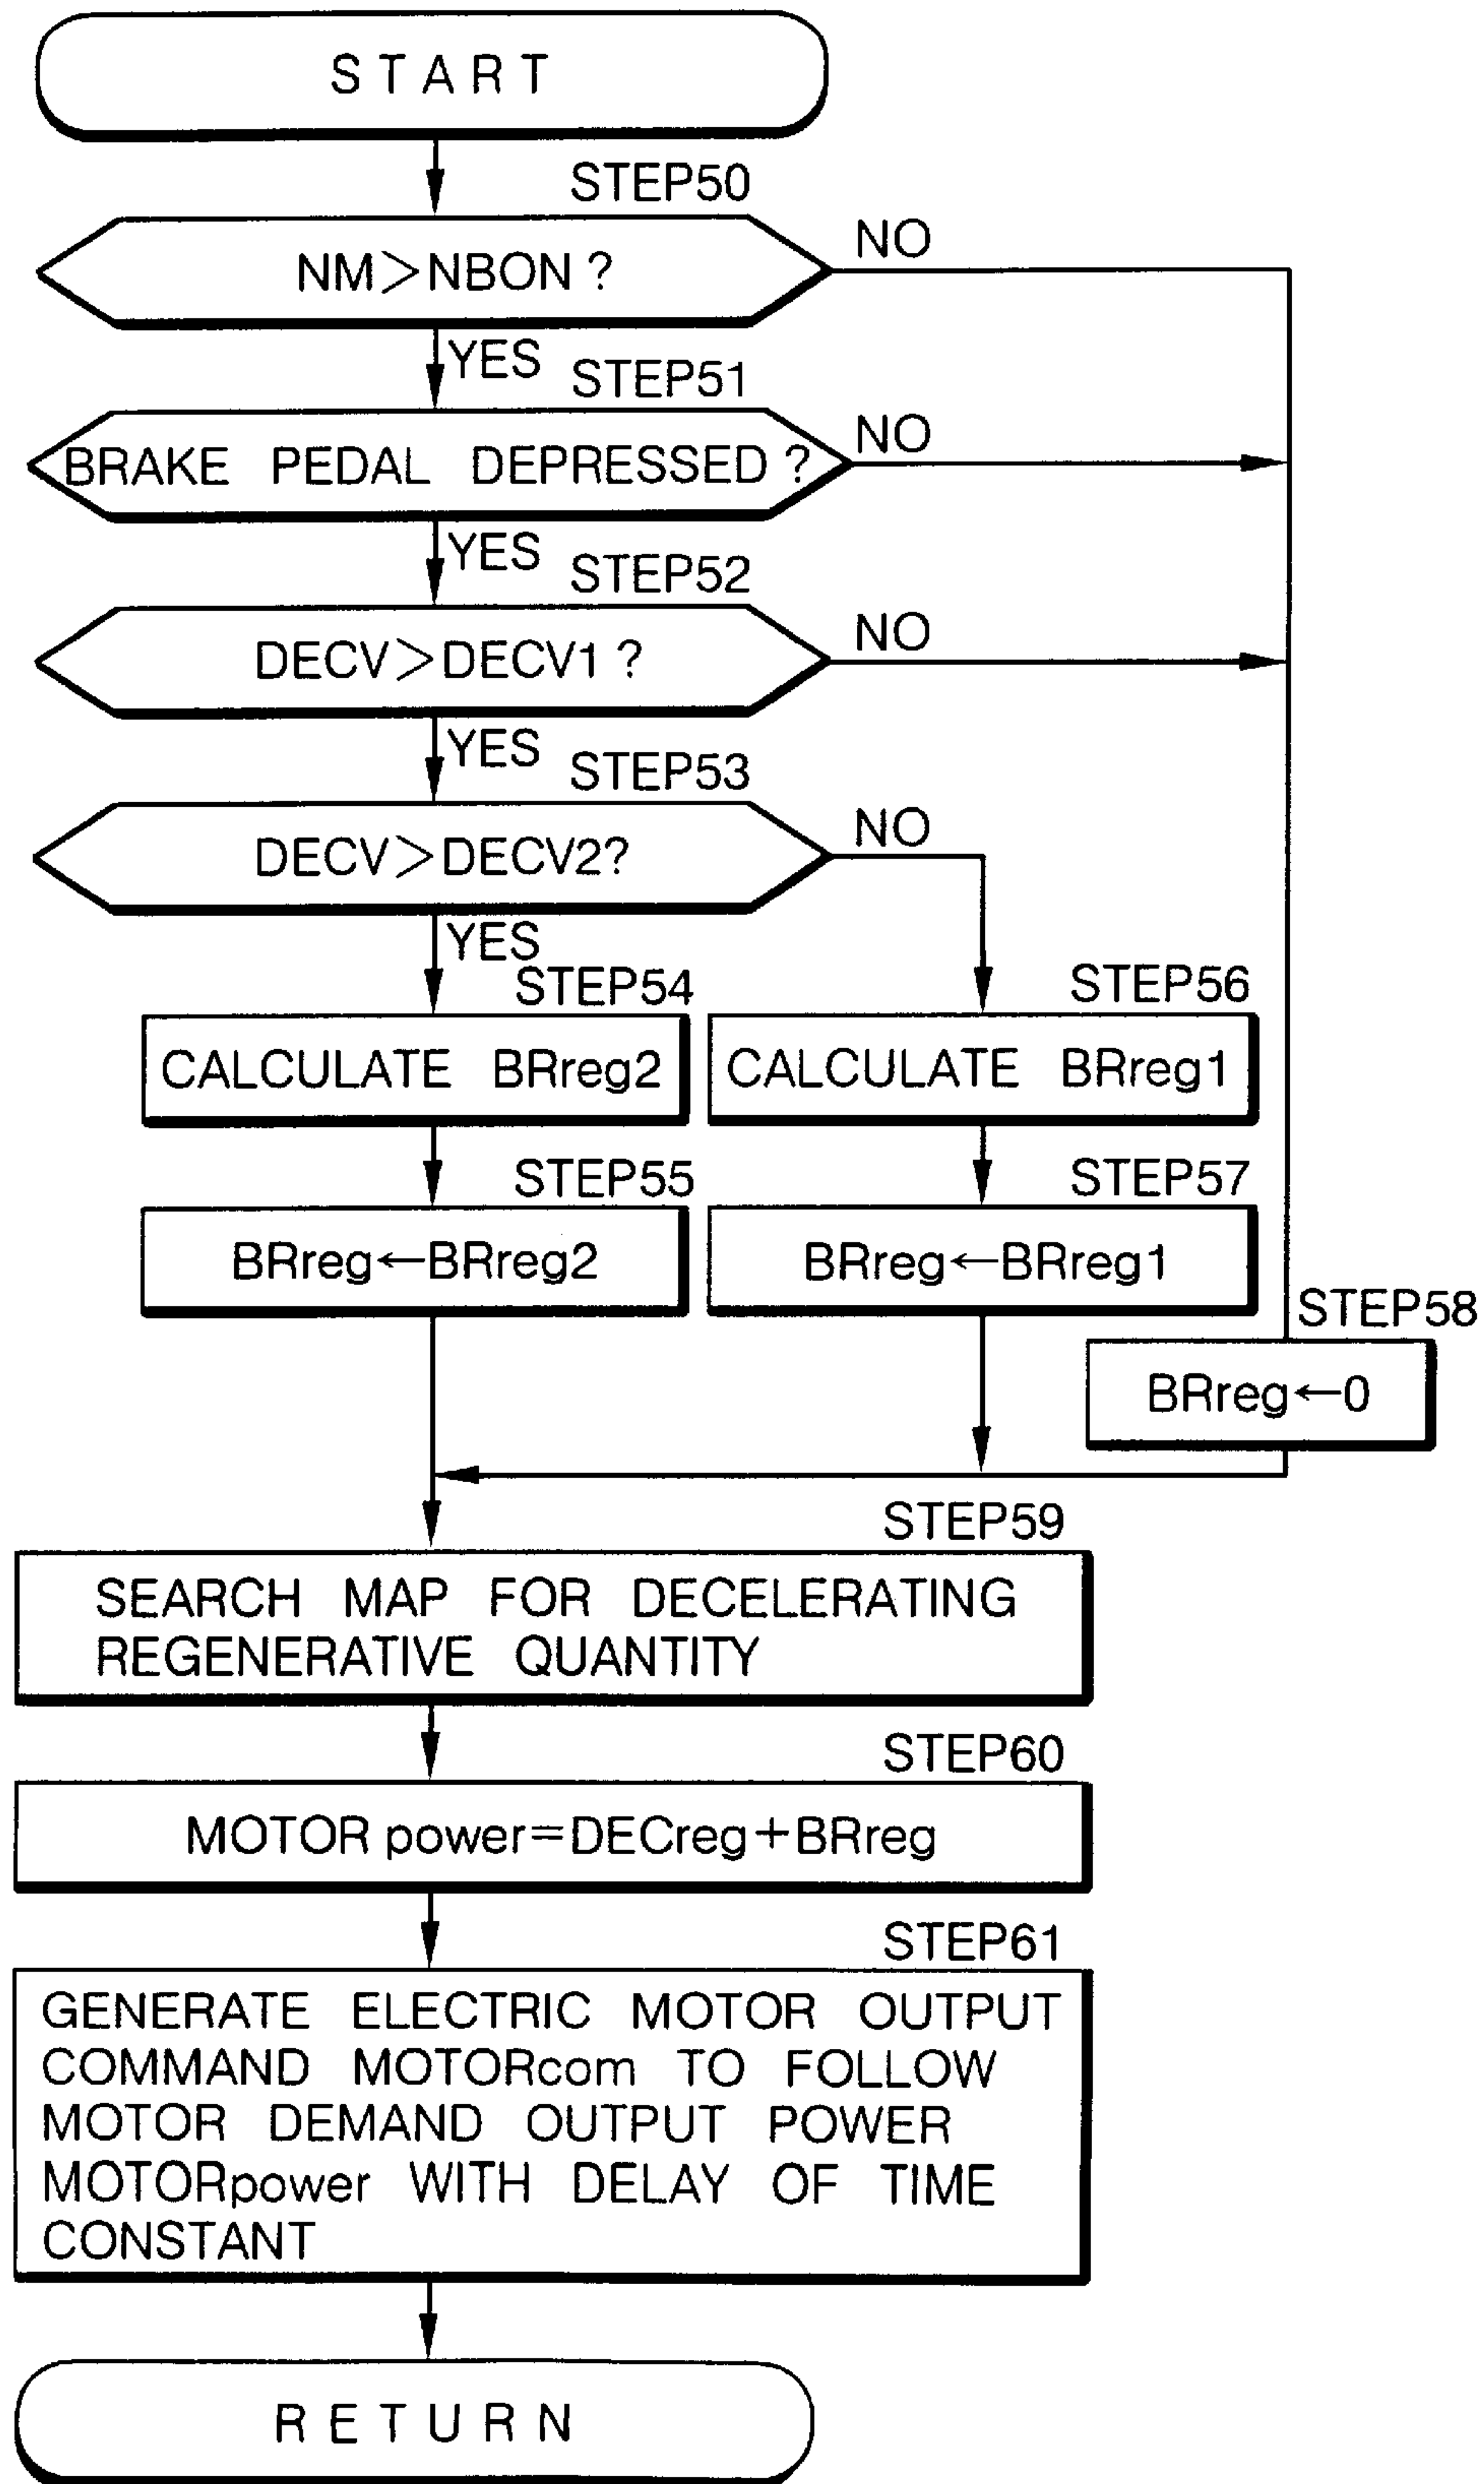 START
STEP50
NM>NBON?
NO
YES
STEP51
BRAKE PEDAL DEPRESSED?
NO
YES
STEP52
DECV>DECV1?
NO
YES
STEP53
DECV>DECV2?
NO
YES
STEP54
STEP56
CALCULATE BRreg2
CALCULATE BRreg1
STEP55
STEP57
BRreg←BRreg2
BRreg←BRreg1
STEP58
BRreg←0
STEP59
SEARCH MAP FOR DECELERATING
REGENERATIVE QUANTITY
STEP60
MOTOR power=DECreg+BRreg
STEP61
GENERATE ELECTRIC MOTOR OUTPUT
COMMAND MOTORcom TO FOLLOW
MOTOR DEMAND OUTPUT POWER
MOTORpower WITH DELAY OF TIME
CONSTANT
RETURN